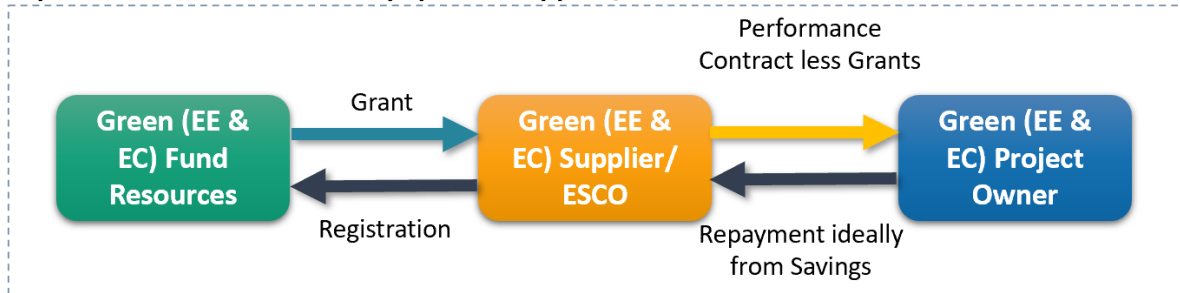 Performance
Contract less Grants
Grant
Green (EE &
EC) Fund
Resources
Green (EE &
EC) Supplier/
ESCO
Green (EE &
EC) Project
Owner
Registration
Repayment ideally
from Savings